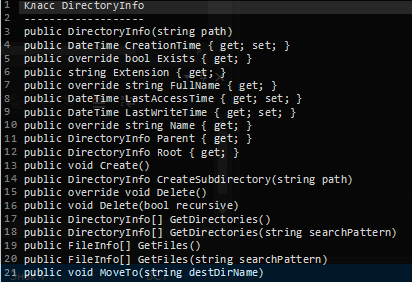 1 Класс DirectoryInfo
2 -------------------
3 public DirectoryInfo(string path)
4 public DateTime CreationTime { get; set; }
5 public override bool Exists { get; }
6 public string Extension { get; }
7 public override string FullName { get; }
8 public DateTime LastAccessTime { get; set; }
9 public DateTime LastWriteTime { get; set; }
10 public override string Name { get; }
11 public DirectoryInfo Parent { get; }
12 public DirectoryInfo Root { get; }
13 public void Create()
14 public DirectoryInfo CreateSubdirectory(string path)
15 public override void Delete()
16 public void Delete(bool recursive)
17 public DirectoryInfo[] GetDirectories()
18 public DirectoryInfo[] GetDirectories(string searchPattern)
19 public FileInfo[] GetFiles()
20 public FileInfo[] GetFiles(string searchPattern)
21 public void MoveTo(string destDirName)